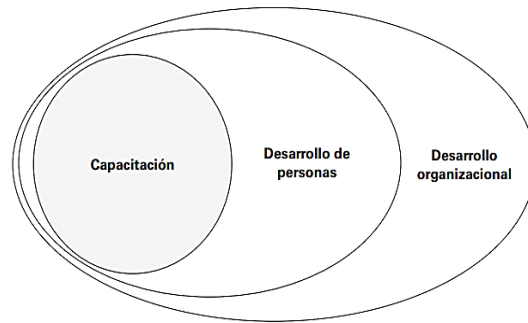 Capacitación
Desarrollo de
personas
Desarrollo
organizacional